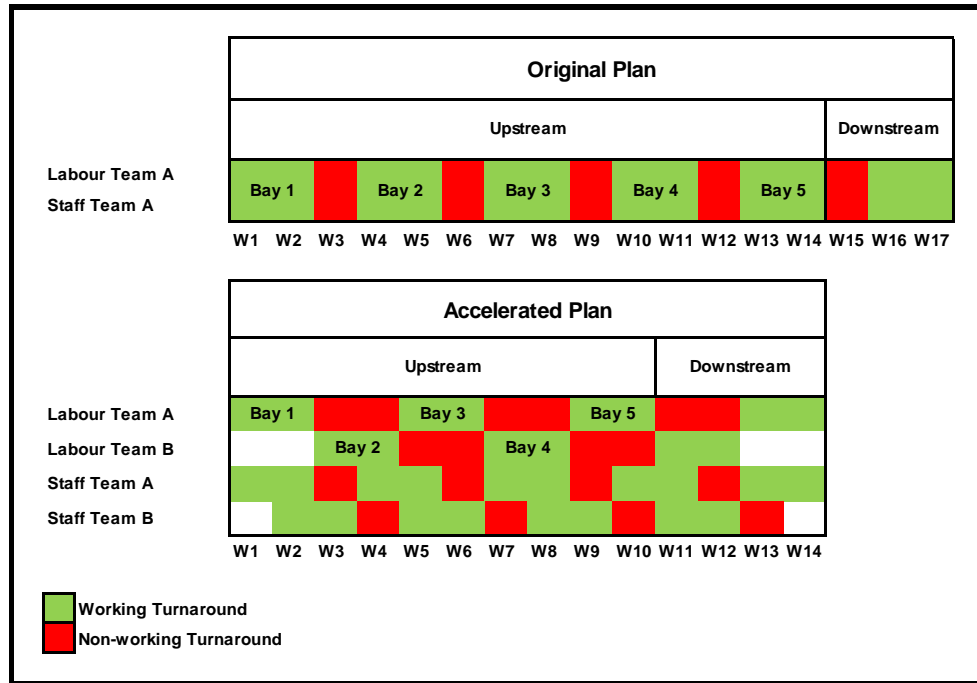 Original Plan
Upstream Downstream
Labour Team A
Bay 1 Bay 2 Bay 3 Bay 4 Bay 5
Staff Team A
W1 W2 W3 W4 W5 W6 W7 W8 W9 W10 W11 W12 W13 W14 W15 W16 W17
Accelerated Plan
Upstream Downstream
Labour Team A Bay 1 Bay 3 Bay 5
Labour Team B Bay 2 Bay 4
Staff Team A
Staff Team B
W1 W2 W3 W4 W5 W6 W7 W8 W9 W10 W11 W12 W13 W14
Working Turnaround
Non-working Turnaround